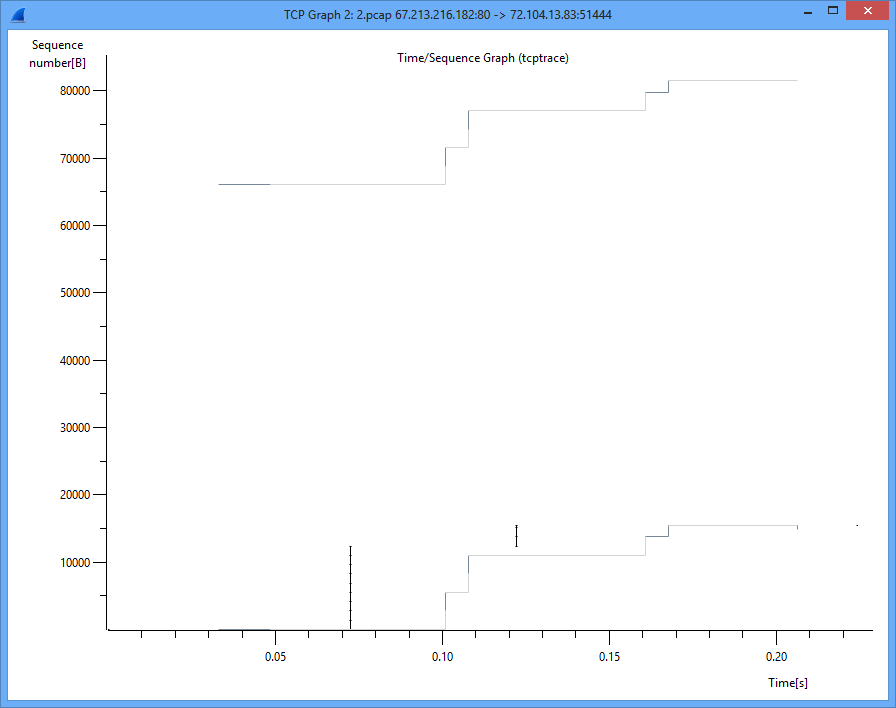 TCP Graph 2: 2.pcap 67.213.216.182:80 -> 72.104.13.83:51444
Sequence
number[B]
Time/Sequence Graph (tcptrace)
80000
70000
60000
50000
40000
30000
20000
10000
0.05
0.10
0.15
0.20
Time[s]